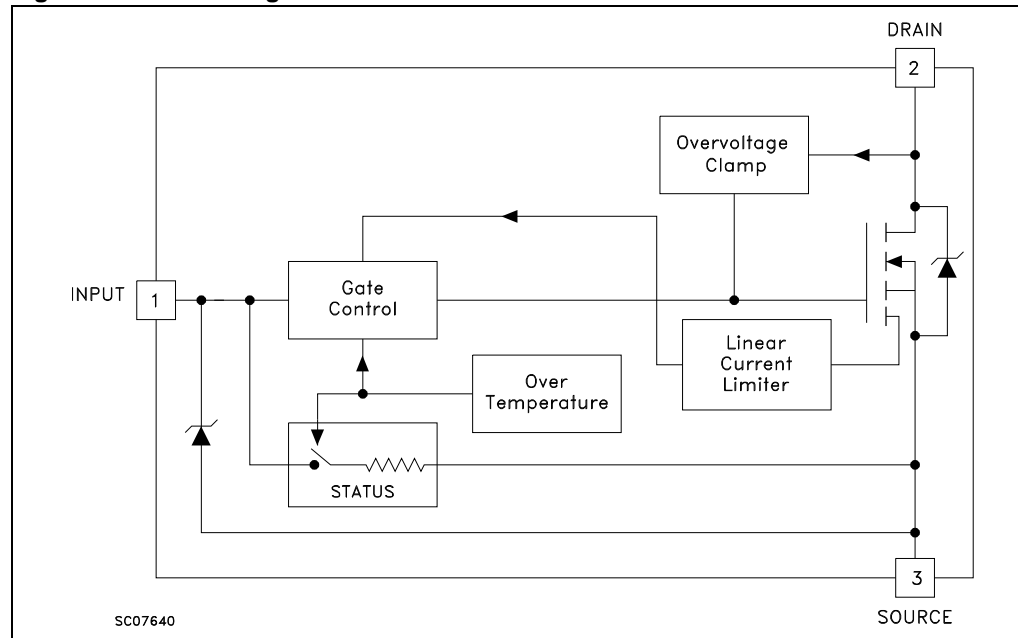 DRAIN
2
Overvoltage
Clamp
INPUT
1
Gate
Control
Linear
Current
Limiter
Over
Temperature
STATUS
3
SOURCE
SC07640